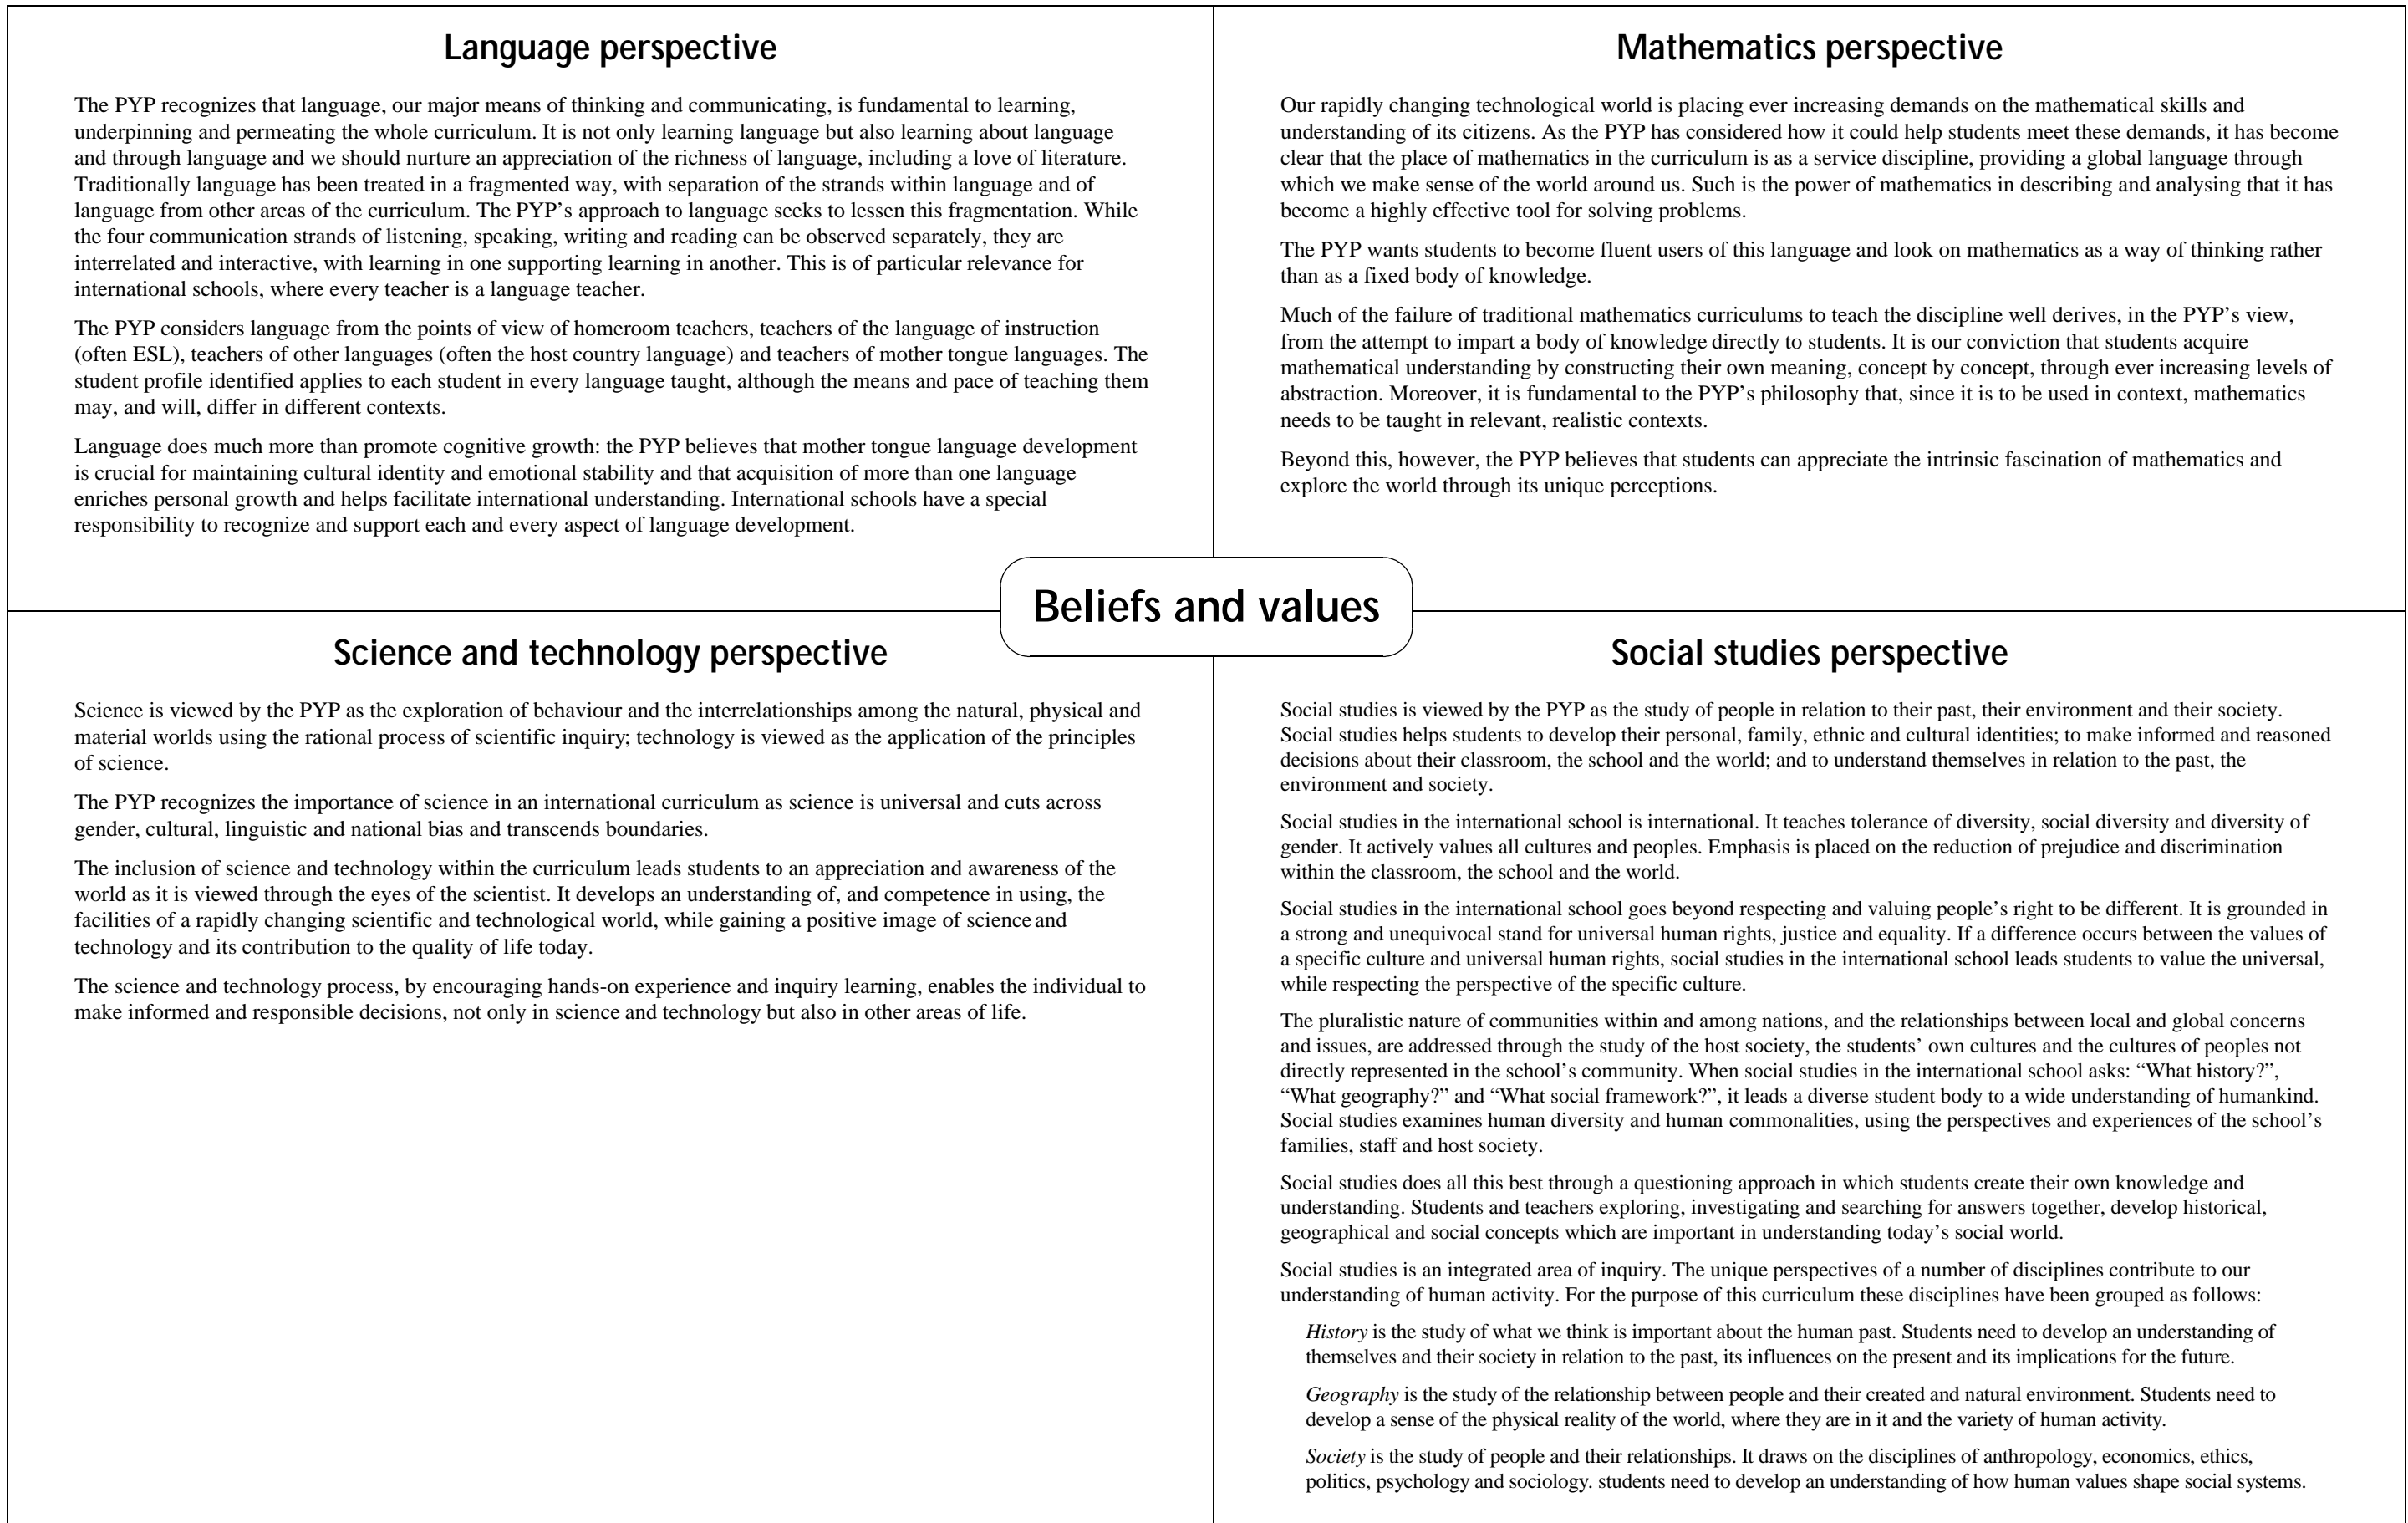 Language perspective
The PYP recognizes that language, our major means of thinking and communicating, is fundamental to learning,
underpinning and permeating the whole curriculum. It is not only learning language but also learning about language
and through language and we should nurture an appreciation of the richness of language, including a love of literature.
Traditionally language has been treated in a fragmented way, with separation of the strands within language and of
language from other areas of the curriculum. The PYP’s approach to language seeks to lessen this fragmentation. While
the four communication strands of listening, speaking, writing and reading can be observed separately, they are
interrelated and interactive, with learning in one supporting learning in another. This is of particular relevance for
international schools, where every teacher is a language teacher.
The PYP considers language from the points of view of homeroom teachers, teachers of the language of instruction
(often ESL), teachers of other languages (often the host country language) and teachers of mother tongue languages. The
student profile identified applies to each student in every language taught, although the means and pace of teaching them
may, and will, differ in different contexts.
Language does much more than promote cognitive growth: the PYP believes that mother tongue language development
is crucial for maintaining cultural identity and emotional stability and that acquisition of more than one language
enriches personal growth and helps facilitate international understanding. International schools have a special
responsibility to recognize and support each and every aspect of language development.
Mathematics perspective
Our rapidly changing technological world is placing ever increasing demands on the mathematical skills and
understanding of its citizens. As the PYP has considered how it could help students meet these demands, it has become
clear that the place of mathematics in the curriculum is as a service discipline, providing a global language through
which we make sense of the world around us. Such is the power of mathematics in describing and analysing that it has
become a highly effective tool for solving problems.
The PYP wants students to become fluent users of this language and look on mathematics as a way of thinking rather
than as a fixed body of knowledge.
Much of the failure of traditional mathematics curriculums to teach the discipline well derives, in the PYP’s view,
from the attempt to impart a body of knowledge directly to students. It is our conviction that students acquire
mathematical understanding by constructing their own meaning, concept by concept, through ever increasing levels of
abstraction. Moreover, it is fundamental to the PYP’s philosophy that, since it is to be used in context, mathematics
needs to be taught in relevant, realistic contexts.
Beyond this, however, the PYP believes that students can appreciate the intrinsic fascination of mathematics and
explore the world through its unique perceptions.
Beliefs and values
Science and technology perspective
Science is viewed by the PYP as the exploration of behaviour and the interrelationships among the natural, physical and
material worlds using the rational process of scientific inquiry; technology is viewed as the application of the principles
of science.
The PYP recognizes the importance of science in an international curriculum as science is universal and cuts across
gender, cultural, linguistic and national bias and transcends boundaries.
The inclusion of science and technology within the curriculum leads students to an appreciation and awareness of the
world as it is viewed through the eyes of the scientist. It develops an understanding of, and competence in using, the
facilities of a rapidly changing scientific and technological world, while gaining a positive image of science and
technology and its contribution to the quality of life today.
The science and technology process, by encouraging hands-on experience and inquiry learning, enables the individual to
make informed and responsible decisions, not only in science and technology but also in other areas of life.
Social studies perspective
Social studies is viewed by the PYP as the study of people in relation to their past, their environment and their society.
Social studies helps students to develop their personal, family, ethnic and cultural identities; to make informed and reasoned
decisions about their classroom, the school and the world; and to understand themselves in relation to the past, the
environment and society.
Social studies in the international school is international. It teaches tolerance of diversity, social diversity and diversity of
gender. It actively values all cultures and peoples. Emphasis is placed on the reduction of prejudice and discrimination
within the classroom, the school and the world.
Social studies in the international school goes beyond respecting and valuing people’s right to be different. It is grounded in
a strong and unequivocal stand for universal human rights, justice and equality. If a difference occurs between the values of
a specific culture and universal human rights, social studies in the international school leads students to value the universal,
while respecting the perspective of the specific culture.
The pluralistic nature of communities within and among nations, and the relationships between local and global concerns
and issues, are addressed through the study of the host society, the students’ own cultures and the cultures of peoples not
directly represented in the school’s community. When social studies in the international school asks: “What history?”,
“What geography?” and “What social framework?”, it leads a diverse student body to a wide understanding of humankind.
Social studies examines human diversity and human commonalities, using the perspectives and experiences of the school’s
families, staff and host society.
Social studies does all this best through a questioning approach in which students create their own knowledge and
understanding. Students and teachers exploring, investigating and searching for answers together, develop historical,
geographical and social concepts which are important in understanding today’s social world.
Social studies is an integrated area of inquiry. The unique perspectives of a number of disciplines contribute to our
understanding of human activity. For the purpose of this curriculum these disciplines have been grouped as follows:
History is the study of what we think is important about the human past. Students need to develop an understanding of
themselves and their society in relation to the past, its influences on the present and its implications for the future.
Geography is the study of the relationship between people and their created and natural environment. Students need to
develop a sense of the physical reality of the world, where they are in it and the variety of human activity.
Society is the study of people and their relationships. It draws on the disciplines of anthropology, economics, ethics,
politics, psychology and sociology. students need to develop an understanding of how human values shape social systems.